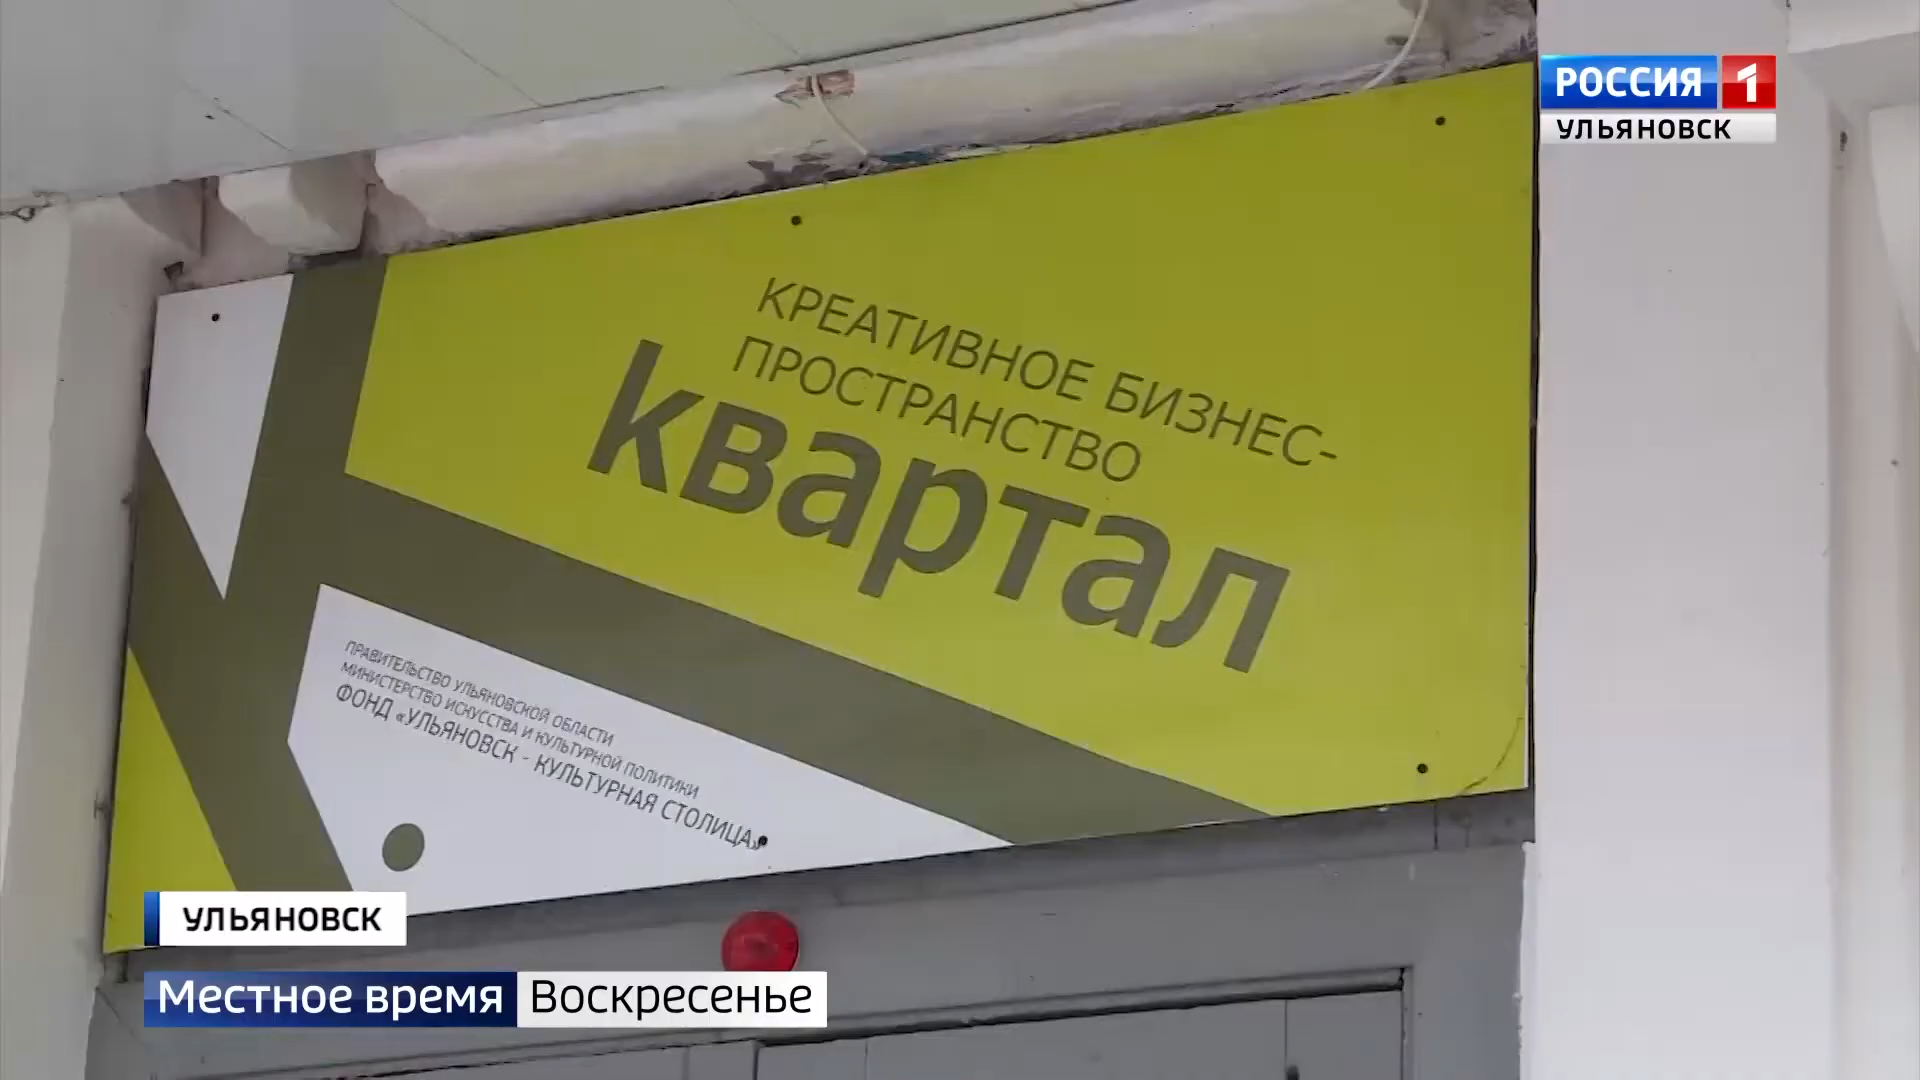 РОССИЯ 1
УЛЬЯНОВСК
КРЕАТИВНОЕ БИЗНЕС-
ПРОСТРАНСТВО
квартал
ПРАВИТЕЛЬСТВО УЛЬЯНОВСКОЙ ОБЛАСТИ
МИНИСТЕРСТВО ИСКУССТВА И КУЛЬТУРНОЙ ПОЛИТИКИ
ФОНД «УЛЬЯНОВСК - КУЛЬТУРНАЯ СТОЛИЦА»
УЛЬЯНОВСК
Местное время Воскресенье